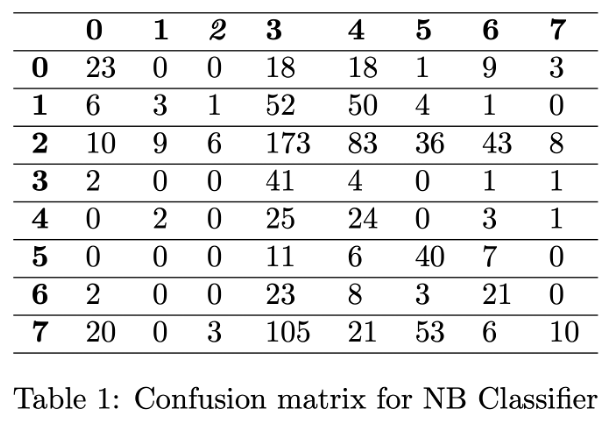 0 1 2 3 4 5 6 7
0 23 0 0 18 18 1 9 3
1 6 3 1 52 50 4 1 0
2 10 9 6 173 83 36 43 8
3 2 0 0 41 4 0 1 1
4 0 2 0 25 24 0 3 1
5 0 0 0 11 6 40 7 0
6 2 0 0 23 8 3 21 0
7 20 0 3 105 21 53 6 10
Table 1: Confusion matrix for NB Classifier